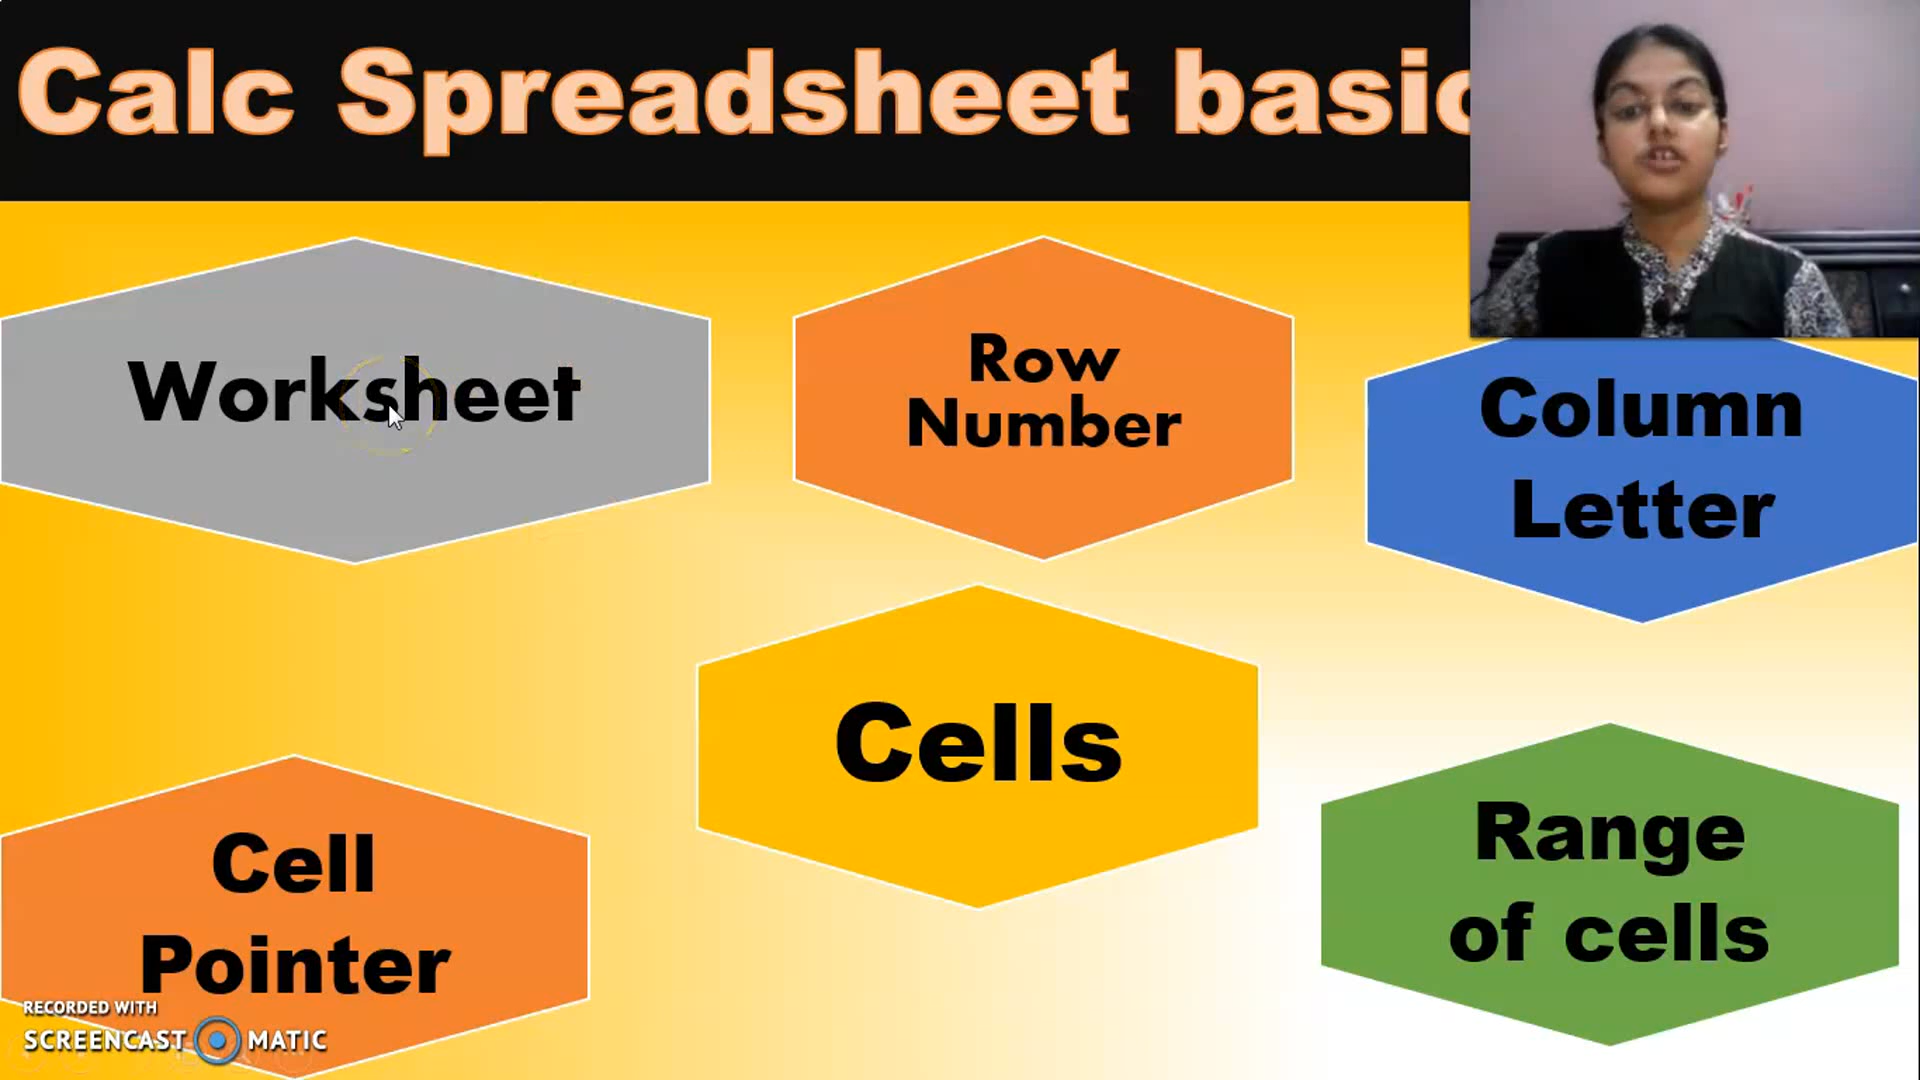 Calc Spreadsheet basic
Worksheet
Row
Number
Column
Letter
Cells
Cell
Pointer
Range
of cells
RECORDED WITH
SCREENCAST MATIC